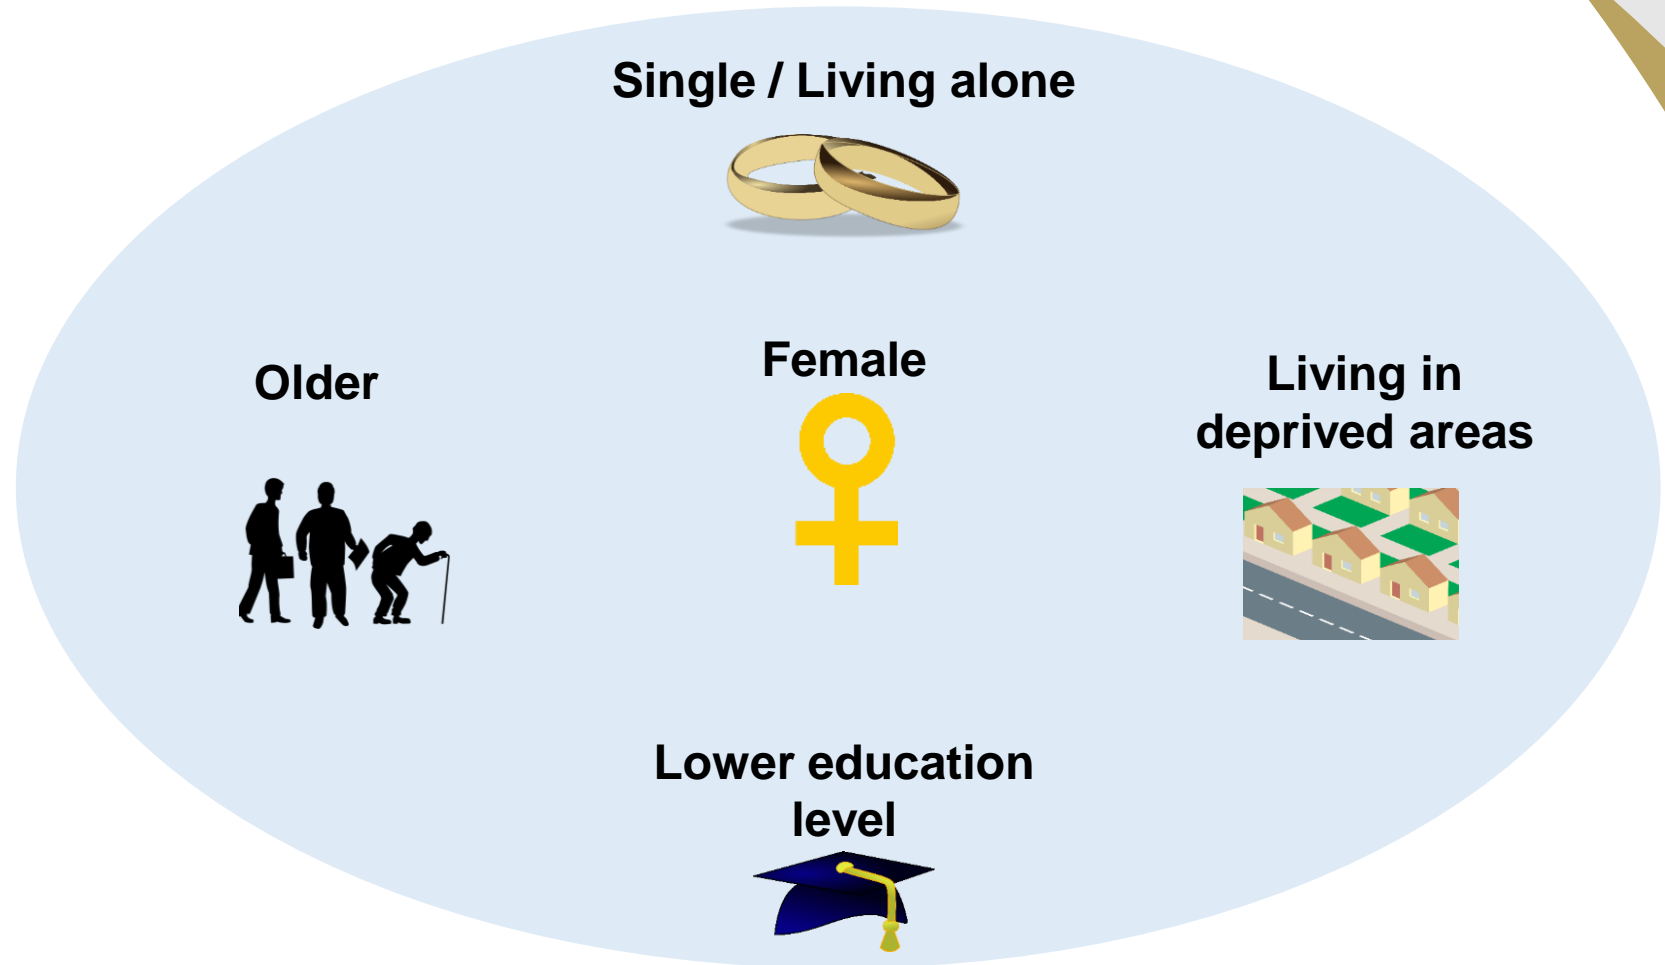 Single / Living alone
Older
Female
Living in
deprived areas
Lower education
level